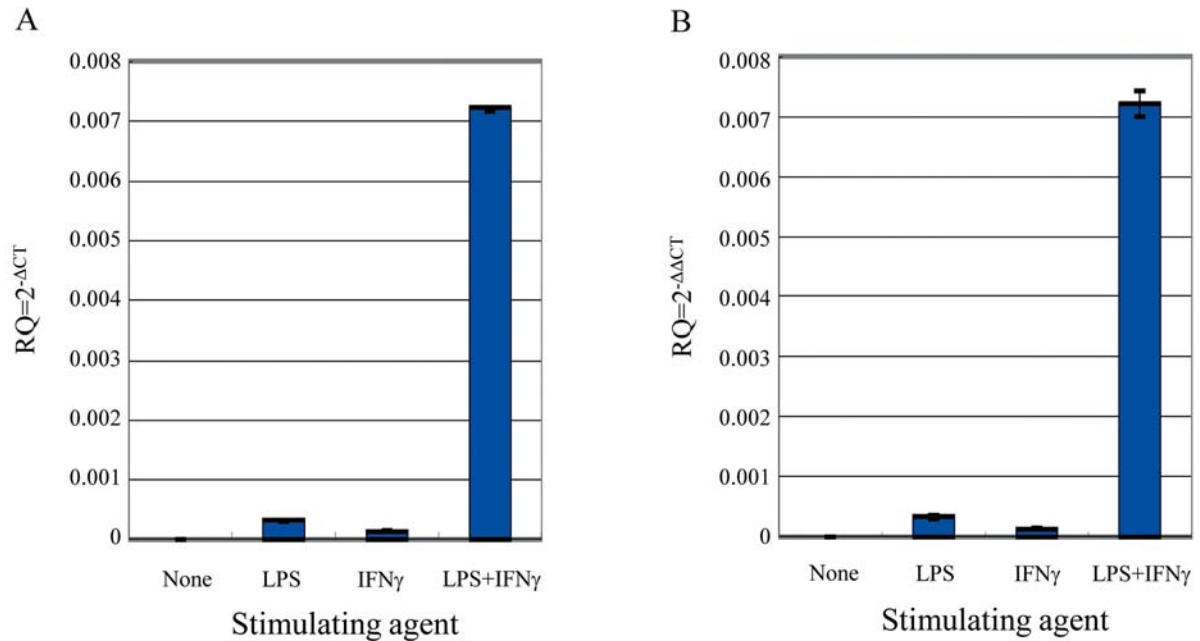 A
0.008
0.007
0.006
0.005
0.004
0.003
0.002
0.001
0
RQ=2^-ΔCT
None LPS IFNγ LPS+IFNγ
Stimulating agent
B
0.008
0.007
0.006
0.005
0.004
0.003
0.002
0.001
0
RQ=2^-ΔΔCT
None LPS IFNγ LPS+IFNγ
Stimulating agent